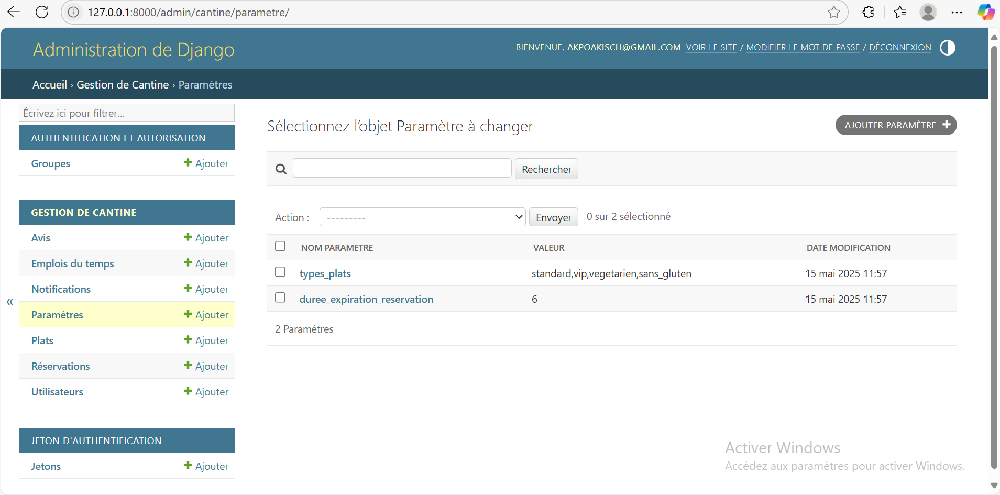 127.0.0.1:8000/admin/cantine/parametre/
Administration de Django
BIENVENUE, AKPOAKISCH@GMAIL.COM. VOIR LE SITE / MODIFIER LE MOT DE PASSE / DÉCONNEXION
Accueil › Gestion de Cantine › Paramètres
Écrivez ici pour filtrer…
AUTHENTIFICATION ET AUTORISATION
Groupes Ajouter
GESTION DE CANTINE
Avis Ajouter
Emplois du temps Ajouter
Notifications Ajouter
«
Paramètres Ajouter
Plats Ajouter
Réservations Ajouter
Utilisateurs Ajouter
JETON D'AUTHENTIFICATION
Jetons Ajouter
Sélectionnez l’objet Paramètre à changer
AJOUTER PARAMÈTRE
Rechercher
Action : --------- Envoyer 0 sur 2 sélectionné
NOM PARAMETRE VALEUR DATE MODIFICATION
types_plats standard,vip,vegetarien,sans_gluten 15 mai 2025 11:57
duree_expiration_reservation 6 15 mai 2025 11:57
2 Paramètres
Activer Windows
Accédez aux paramètres pour activer Windows.